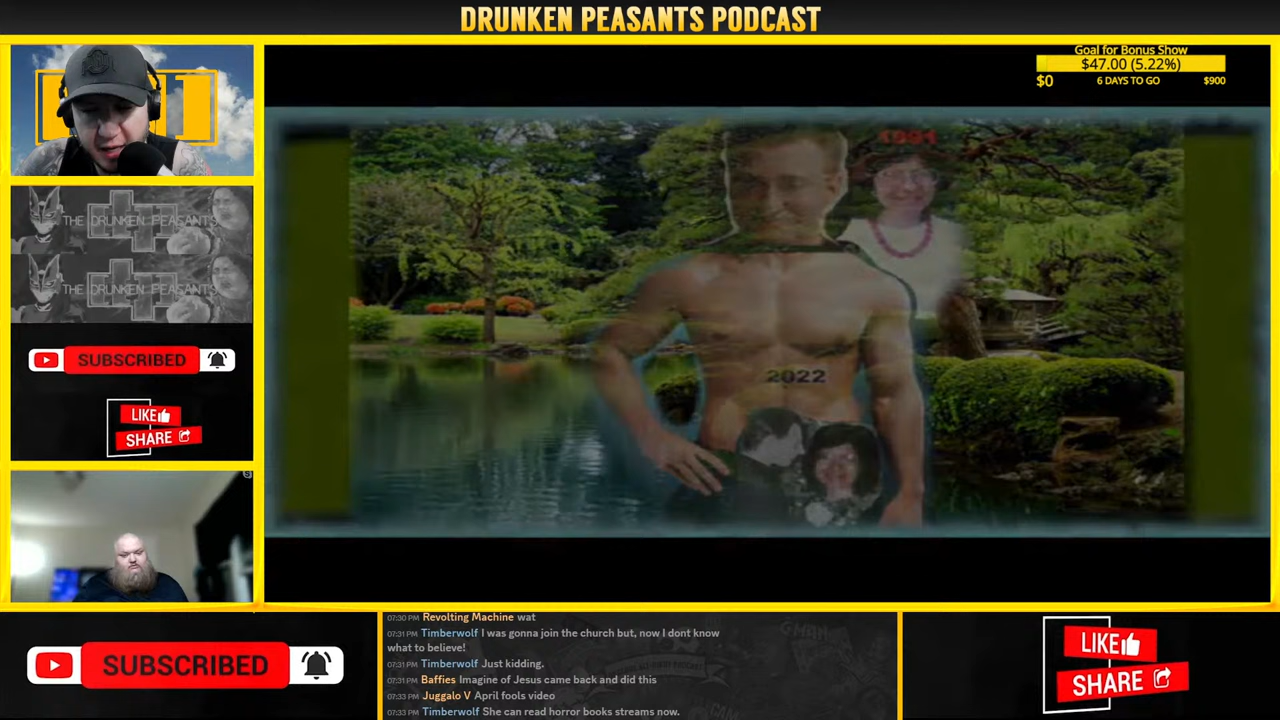 DRUNKEN PEASANTS PODCAST
Goal for Bonus Show
$47.00 (5.22%)
$0
6 DAYS TO GO
$900
1991
2022
THE DRUNKEN PEASANTS
THE DRUNKEN PEASANTS
SUBSCRIBED
LIKE
SHARE
SUBSCRIBED
07:30 PM Revolting Machine wat
07:31 PM Timberwolf I was gonna join the church but, now I dont know
what to believe!
07:31 PM Timberwolf Just kidding.
07:31 PM Baffies Imagine of Jesus came back and did this
07:33 PM Juggalo V April fools video
07:33 PM Timberwolf She can read horror books streams now.
LIKE
SHARE